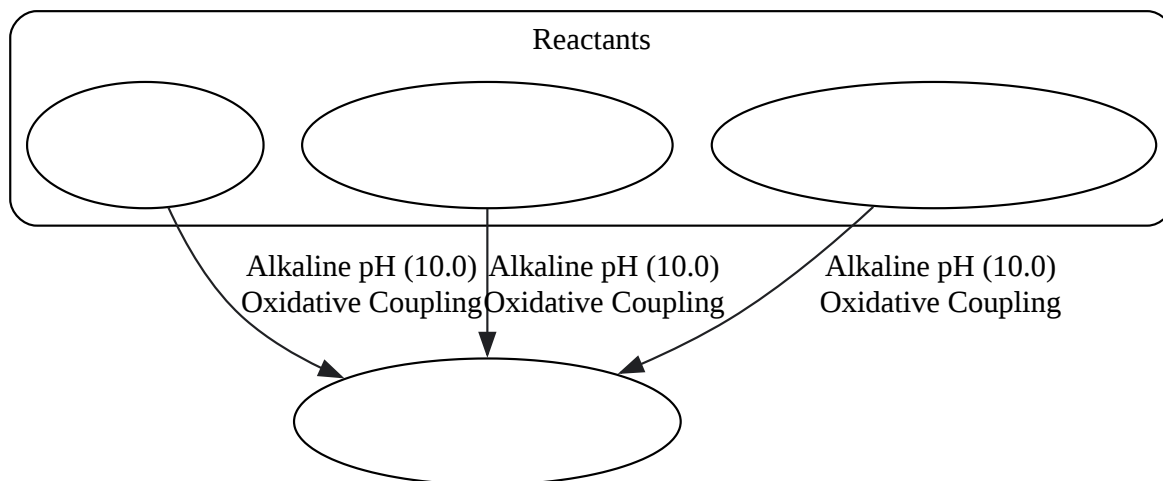 Reactants
Alkaline pH (10.0)
Oxidative Coupling
Alkaline pH (10.0)
Oxidative Coupling
Alkaline pH (10.0)
Oxidative Coupling